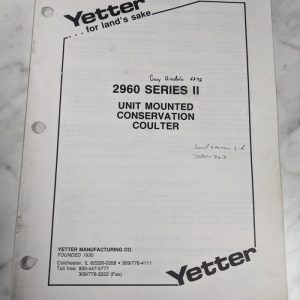 Yetter
...for land's sake...
2960 SERIES II
UNIT MOUNTED
CONSERVATION
COULTER
YETTER MANUFACTURING CO.
FOUNDED 1930
Colchester, IL 62326-0358 • 309/776-4111
Toll free: 800-447-5777
309/776-3222 (Fax)
Yetter